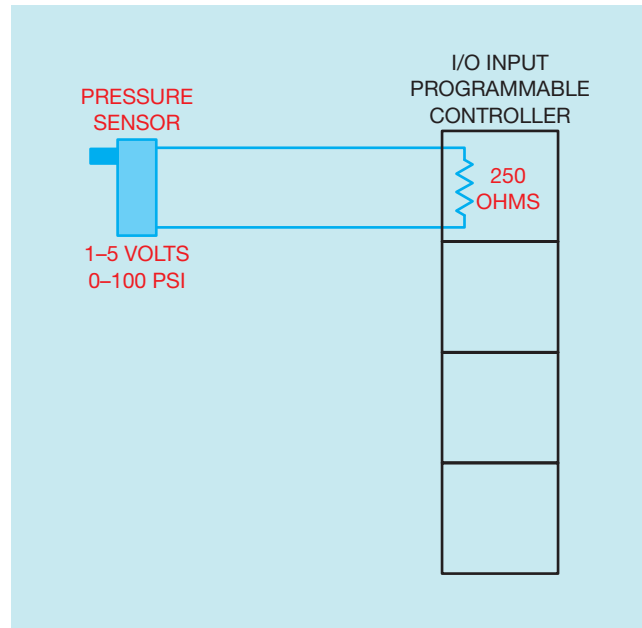 I/O INPUT
PROGRAMMABLE
CONTROLLER
PRESSURE
SENSOR
250
OHMS
1–5 VOLTS
0–100 PSI